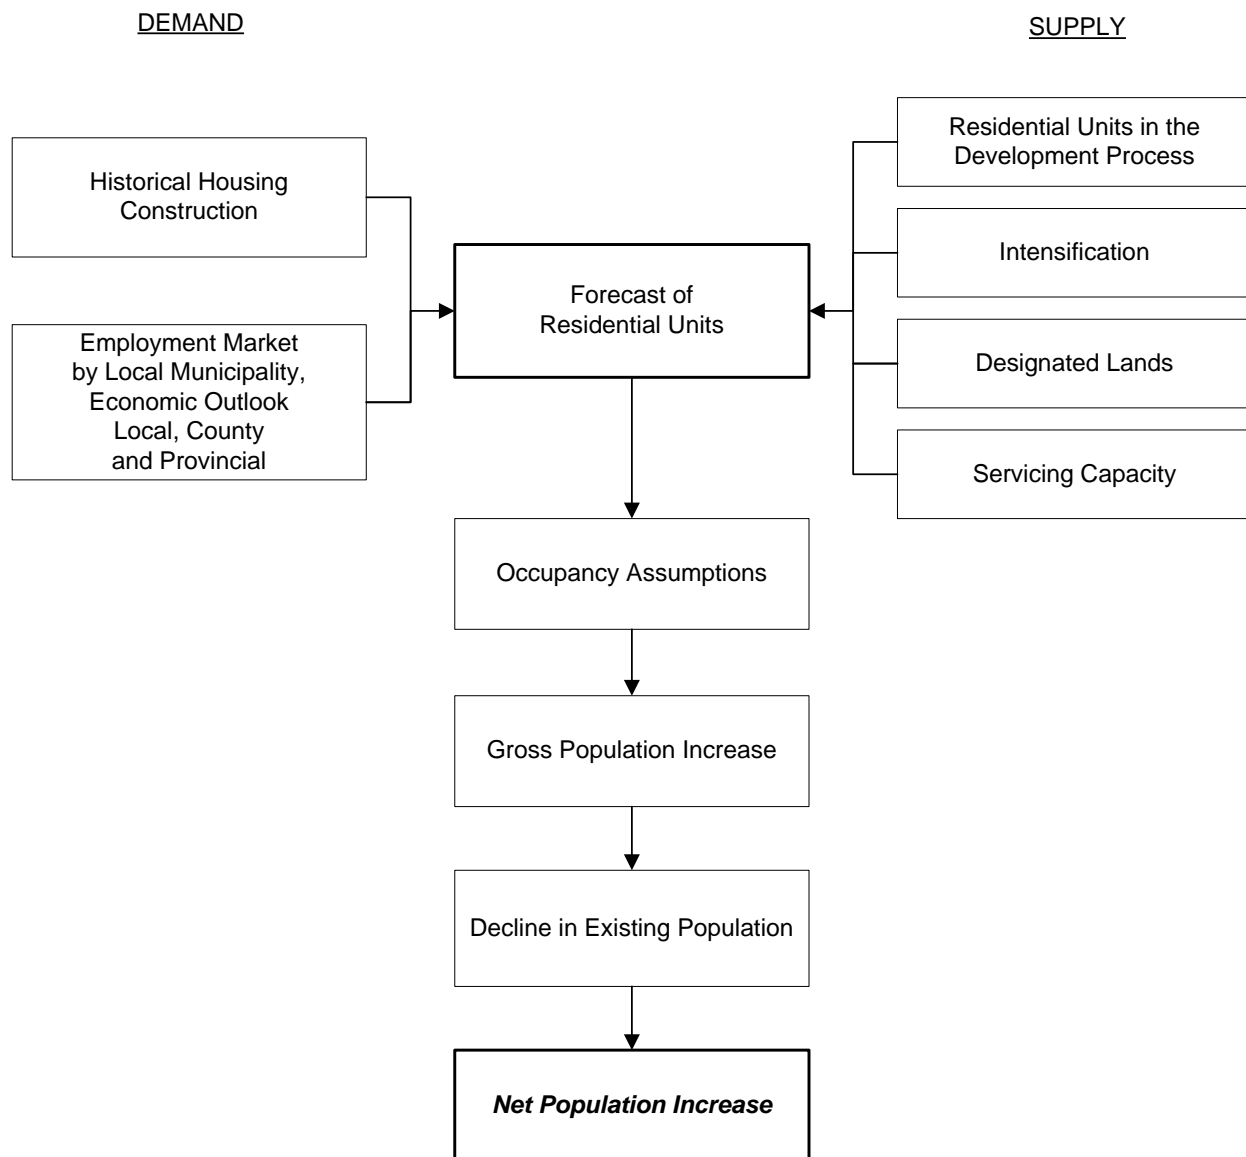 DEMAND
SUPPLY
Historical Housing
Construction
Employment Market
by Local Municipality,
Economic Outlook
Local, County
and Provincial
Forecast of
Residential Units
Residential Units in the
Development Process
Intensification
Designated Lands
Servicing Capacity
Occupancy Assumptions
Gross Population Increase
Decline in Existing Population
Net Population Increase